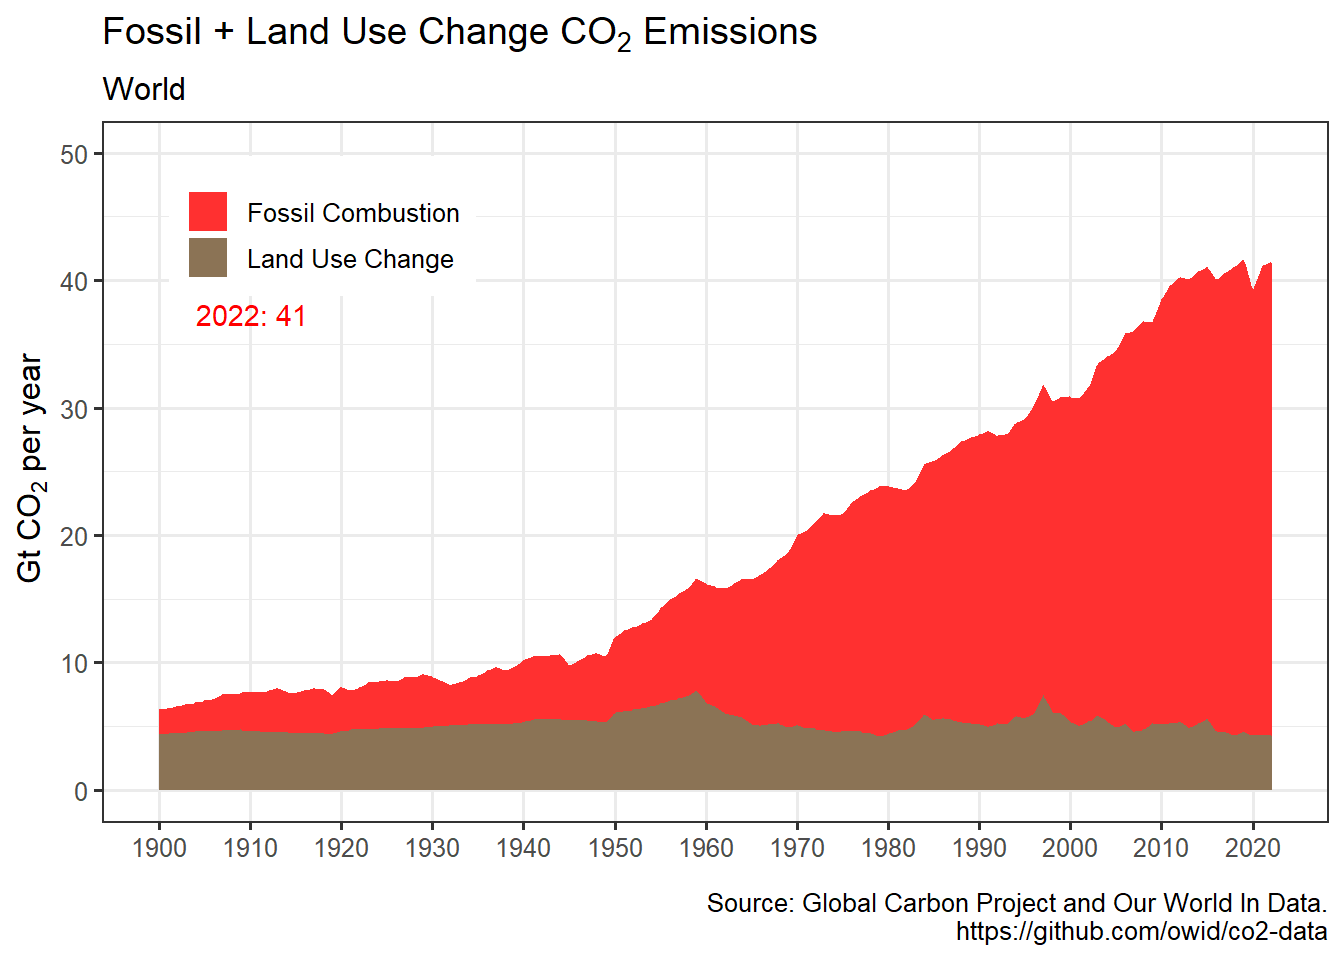 Fossil + Land Use Change CO₂ Emissions
World
Gt CO₂ per year
50
40
30
20
10
0
Fossil Combustion
Land Use Change
2022: 41
1900 1910 1920 1930 1940 1950 1960 1970 1980 1990 2000 2010 2020
Source: Global Carbon Project and Our World In Data.
https://github.com/owid/co2-data